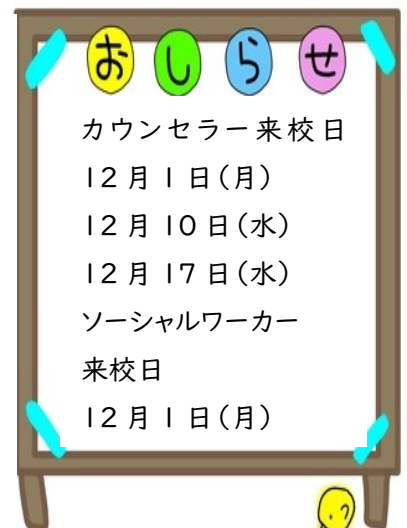 おしらせ
カウンセラー来校日
12月1日(月)
12月10日(水)
12月17日(水)
ソーシャルワーカー
来校日
12月1日(月)